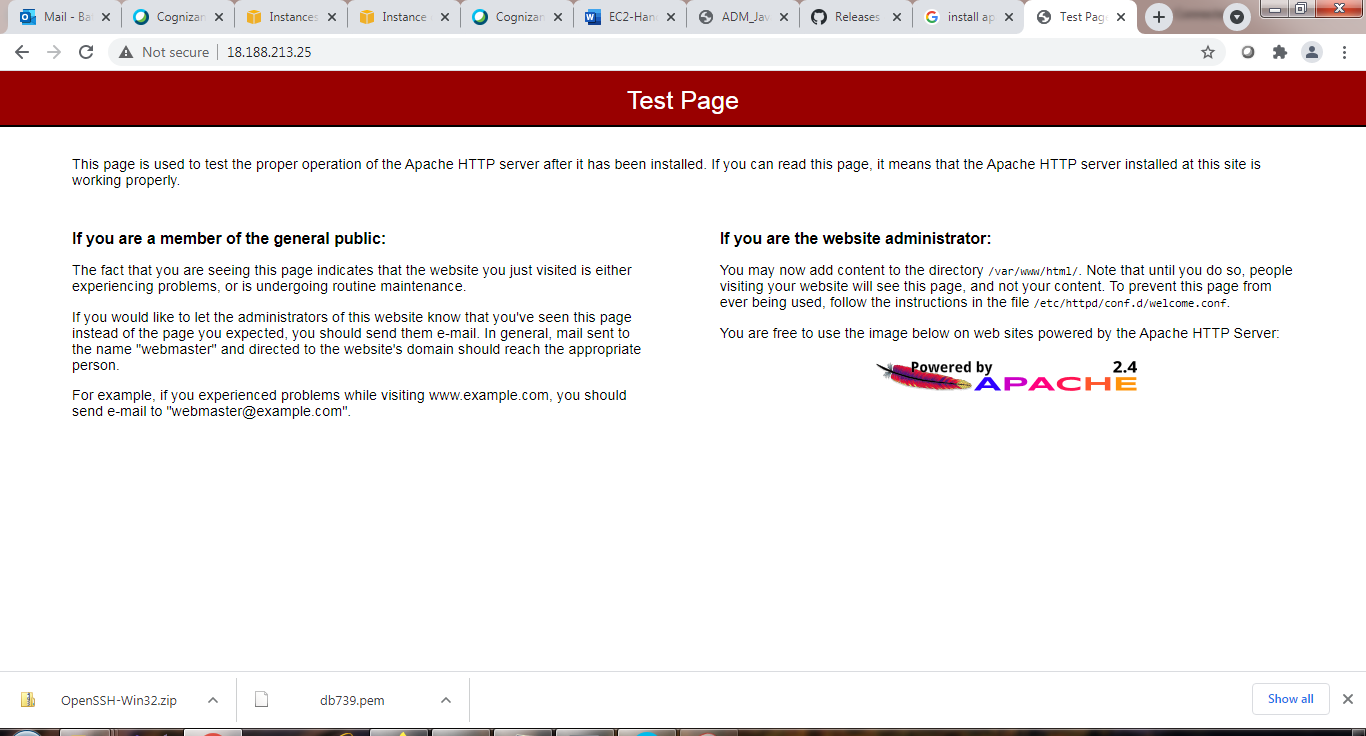 Mail - Ba
Cognizan
Instances
Instance
Cognizan
EC2-Han
ADM_Jav
Releases
install ap
Test Page
Not secure
18.188.213.25
Test Page
This page is used to test the proper operation of the Apache HTTP server after it has been installed. If you can read this page, it means that the Apache HTTP server installed at this site is
working properly.
If you are a member of the general public:
The fact that you are seeing this page indicates that the website you just visited is either
experiencing problems, or is undergoing routine maintenance.
If you would like to let the administrators of this website know that you've seen this page
instead of the page you expected, you should send them e-mail. In general, mail sent to
the name "webmaster" and directed to the website's domain should reach the appropriate
person.
For example, if you experienced problems while visiting www.example.com, you should
send e-mail to "webmaster@example.com".
If you are the website administrator:
You may now add content to the directory /var/www/html/. Note that until you do so, people
visiting your website will see this page, and not your content. To prevent this page from
ever being used, follow the instructions in the file /etc/httpd/conf.d/welcome.conf.
You are free to use the image below on web sites powered by the Apache HTTP Server:
Powered by 2.4
APACHE
OpenSSH-Win32.zip
db739.pem
Show all